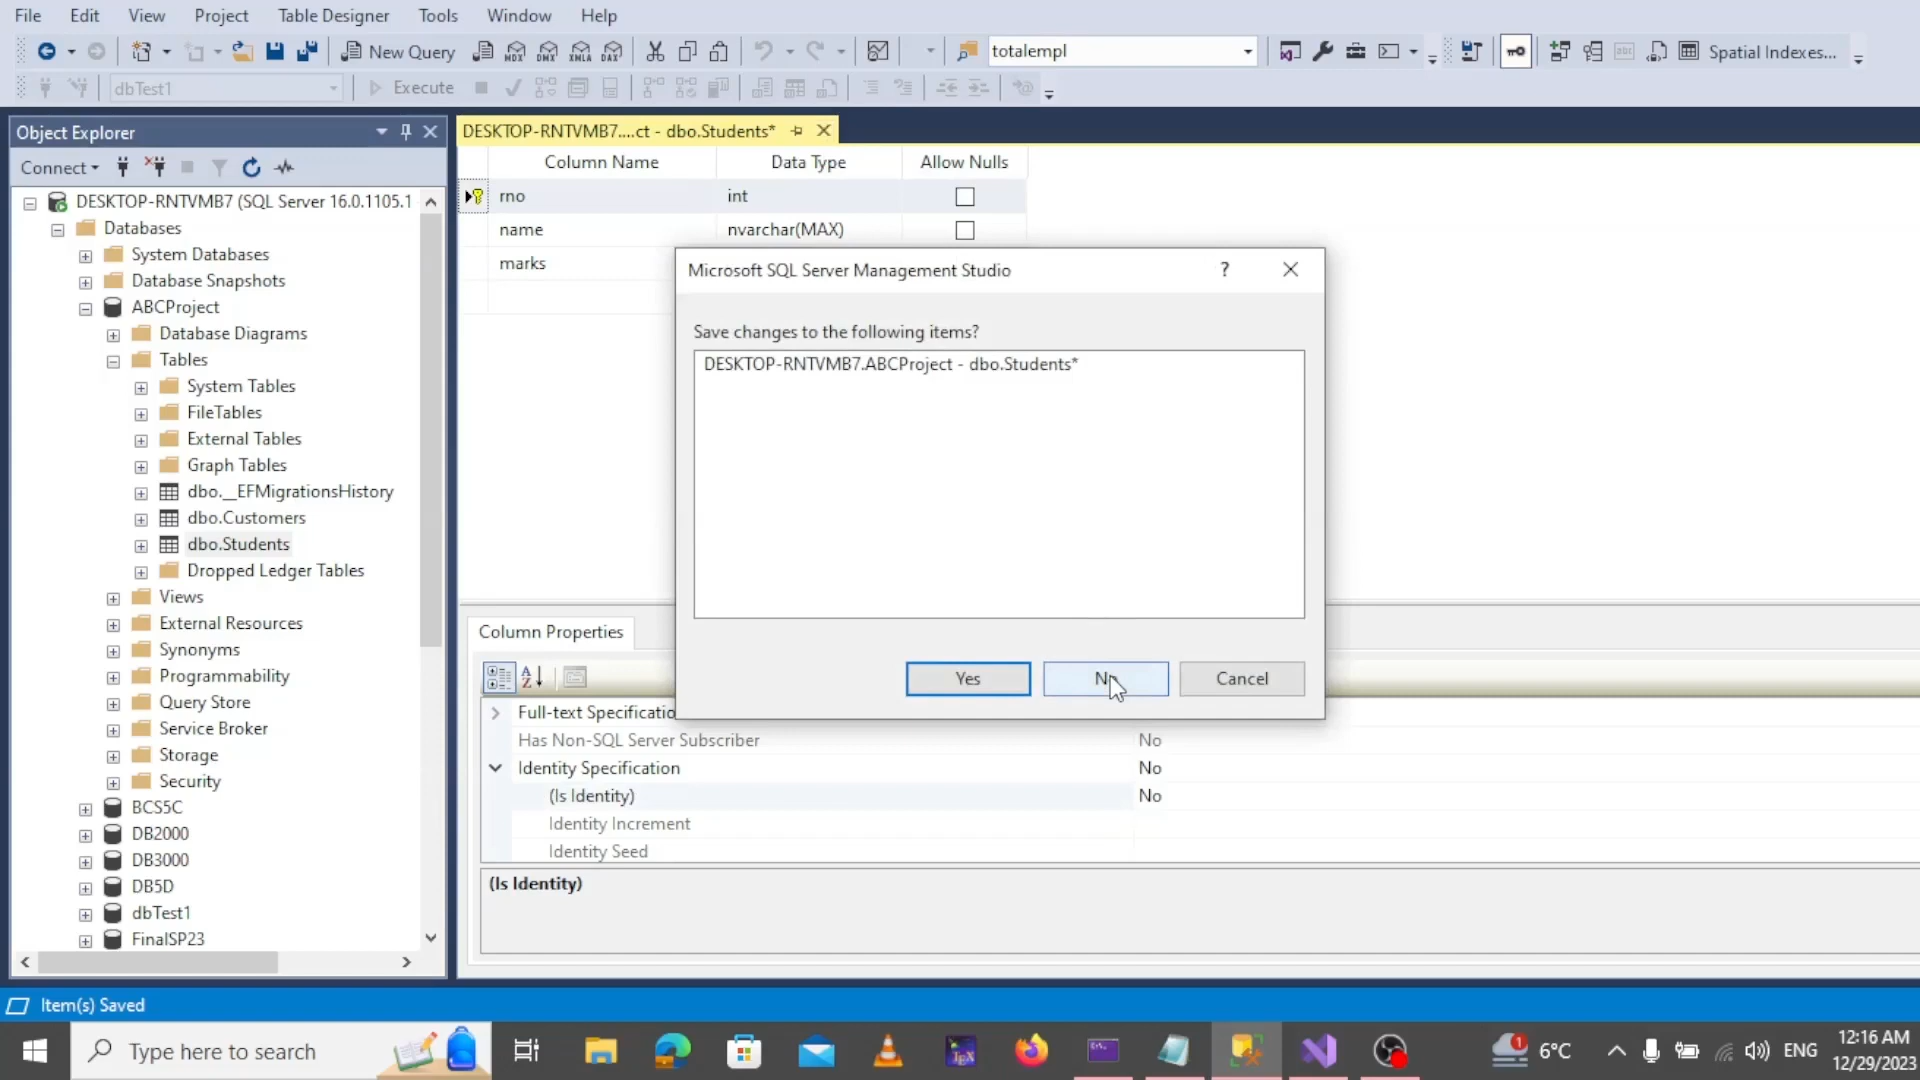 File Edit View Project Table Designer Tools Window Help
New Query MDX DMX XMLA DAX totalempl Spatial Indexes...
dbTest1 Execute
Object Explorer
Connect
DESKTOP-RNTVMB7 (SQL Server 16.0.1105.1
Databases
System Databases
Database Snapshots
ABCProject
Database Diagrams
Tables
System Tables
FileTables
External Tables
Graph Tables
dbo.__EFMigrationsHistory
dbo.Customers
dbo.Students
Dropped Ledger Tables
Views
External Resources
Synonyms
Programmability
Query Store
Service Broker
Storage
Security
BCS5C
DB2000
DB3000
DB5D
dbTest1
FinalSP23
DESKTOP-RNTVMB7....ct - dbo.Students*
Column Name Data Type Allow Nulls
rno int
name nvarchar(MAX)
marks
Microsoft SQL Server Management Studio ?
Save changes to the following items?
DESKTOP-RNTVMB7.ABCProject - dbo.Students*
Yes No Cancel
Column Properties
Full-text Specificatio
Has Non-SQL Server Subscriber No
Identity Specification No
(Is Identity) No
Identity Increment
Identity Seed
(Is Identity)
Item(s) Saved
Type here to search
1 6°C ENG 12:16 AM
12/29/2023